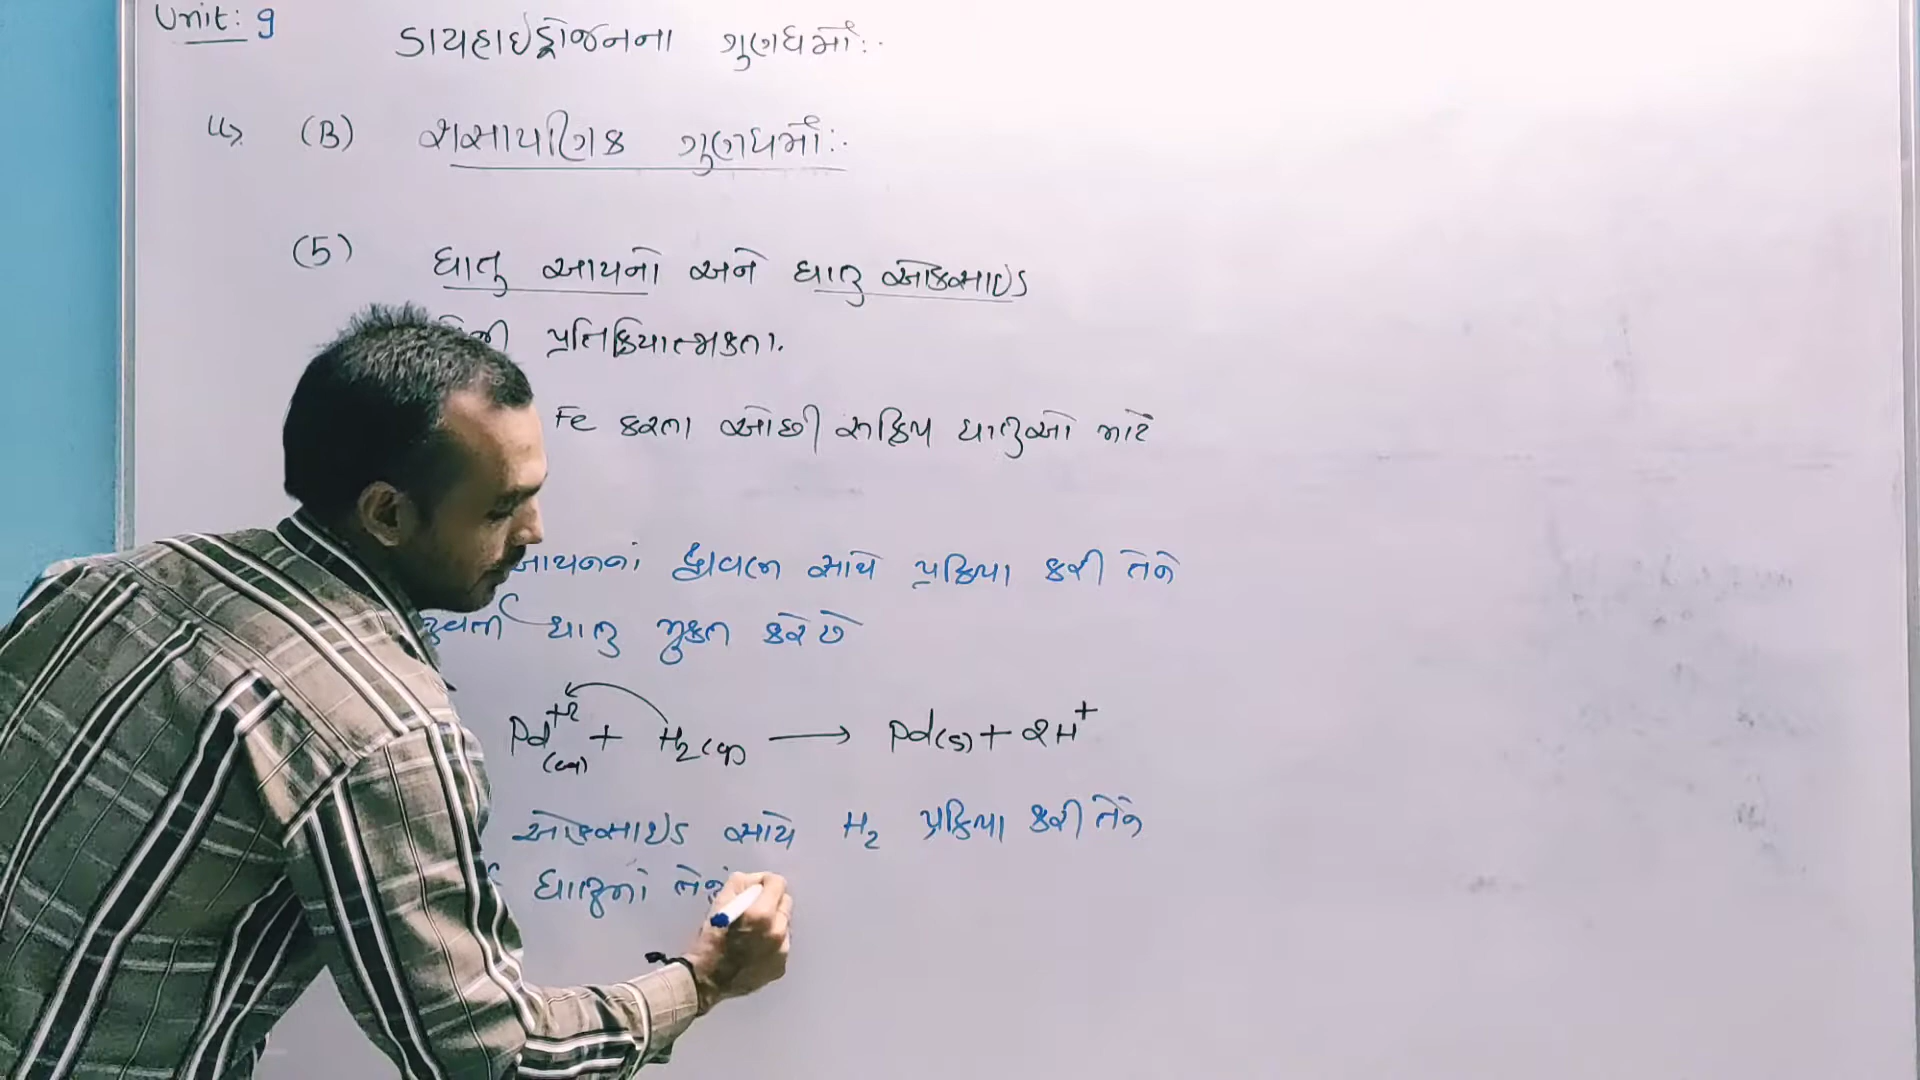 Unit: 9
ડાયહાઇડ્રોજનના ગુણધર્મો:-
(B) રાસાયણિક ગુણધર્મો:-
(5) ધાતુ આયનો અને ધાતુ ઓક્સાઇડ
પ્રતિક્રિયાત્મકતા.
Fe કરતા ઓછી સક્રિય ધાતુઓ માટે
આયનનાં દ્રાવણ સાથે પ્રક્રિયા કરી તેને
ધાતુ મુક્ત કરે છે
Pd+2(aq) + H2(g) → Pd(s) + 2H+
ઓક્સાઇડ સાથે H2 પ્રક્રિયા કરી તેને
ધાતુમાં